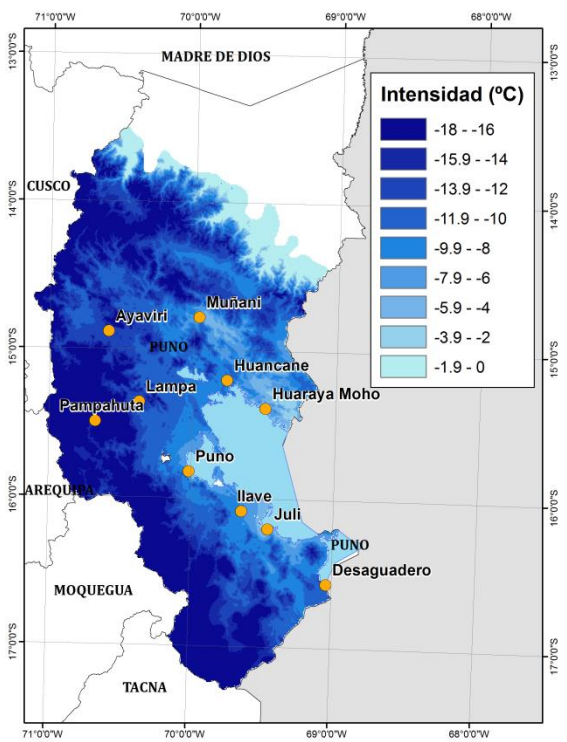 71°0'0"W 70°0'0"W 69°0'0"W 68°0'0"W
13°0'0"S
13°0'0"S
MADRE DE DIOS
Intensidad (ºC)
-18 - -16
-15.9 - -14
-13.9 - -12
-11.9 - -10
-9.9 - -8
-7.9 - -6
-5.9 - -4
-3.9 - -2
-1.9 - 0
CUSCO
14°0'0"S
14°0'0"S
Muñani
Ayaviri
PUNO
15°0'0"S
15°0'0"S
Huancane
Lampa
Huaraya Moho
Pampahuta
Puno
AREQUIPA
16°0'0"S
16°0'0"S
Ilave
Juli
PUNO
Desaguadero
MOQUEGUA
17°0'0"S
17°0'0"S
TACNA
71°0'0"W 70°0'0"W 69°0'0"W 68°0'0"W